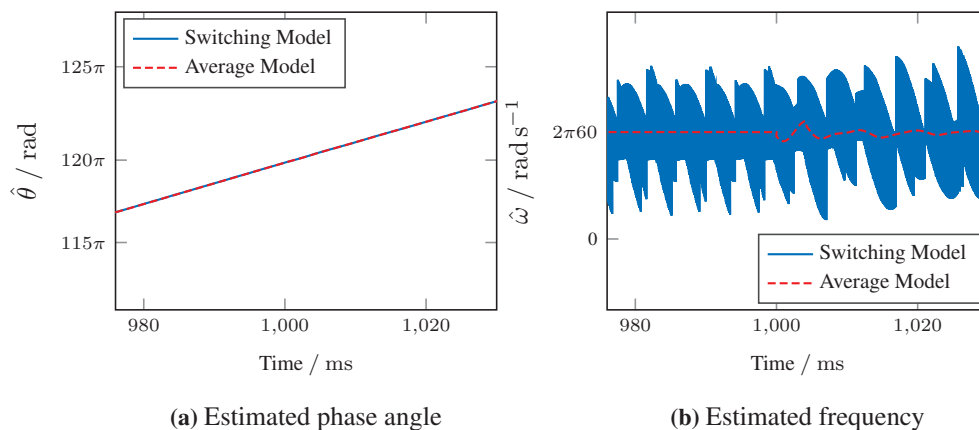 Switching Model
Average Model
125π
120π
115π
θ̂ / rad
980
1,000
1,020
Time / ms
(a) Estimated phase angle
ω̂ / rad s⁻¹
2π60
0
Switching Model
Average Model
980
1,000
1,020
Time / ms
(b) Estimated frequency